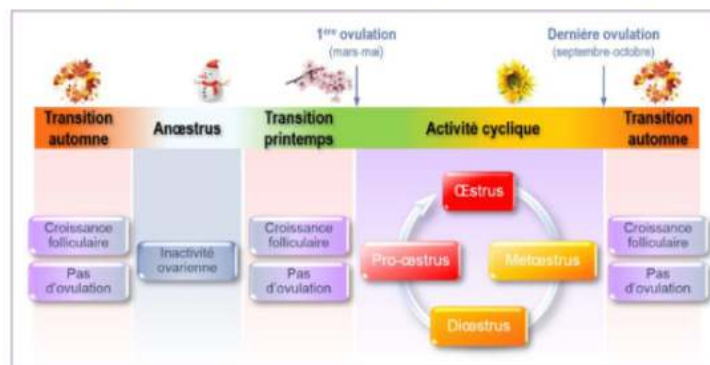 1ère ovulation
(mars-mai)
Dernière ovulation
(septembre-octobre)
Transition
automne
Anœstrus
Transition
printemps
Activité cyclique
Transition
automne
Croissance
folliculaire
Pas
d'ovulation
Inactivité
ovarienne
Croissance
folliculaire
Pas
d'ovulation
Œstrus
Pro-œstrus
Metœstrus
Diœstrus
Croissance
folliculaire
Pas
d'ovulation